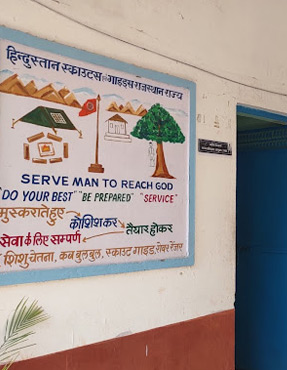 हिन्दुस्तान स्काउट्स एवं गाइड्स राजस्थान राज्य
SERVE MAN TO REACH GOD
"DO YOUR BEST" "BE PREPARED" "SERVICE"
मुस्कराते हुए कोशिश कर तैयार होकर
सेवा के लिए समर्पण
शिशु चेतना, कब बुलबुल, स्काउट गाइड, रोवर रेंजर